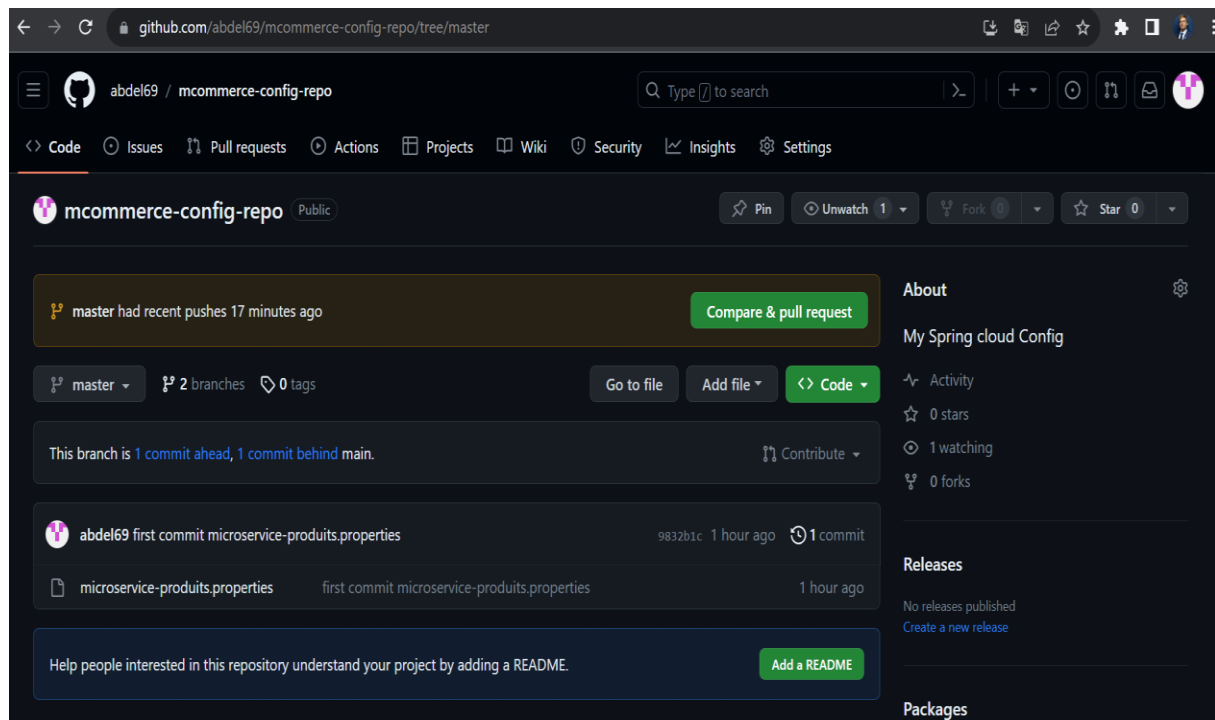 github.com/abdel69/mcommerce-config-repo/tree/master
abdel69 / mcommerce-config-repo
Type / to search
Code Issues Pull requests Actions Projects Wiki Security Insights Settings
mcommerce-config-repo Public
Pin Unwatch 1 Fork 0 Star 0
master had recent pushes 17 minutes ago
Compare & pull request
master 2 branches 0 tags
Go to file Add file Code
This branch is 1 commit ahead, 1 commit behind main.
Contribute
abdel69 first commit microservice-produits.properties
9832b1c 1 hour ago 1 commit
microservice-produits.properties first commit microservice-produits.properties 1 hour ago
Help people interested in this repository understand your project by adding a README.
Add a README
About
My Spring cloud Config
Activity
0 stars
1 watching
0 forks
Releases
No releases published
Create a new release
Packages